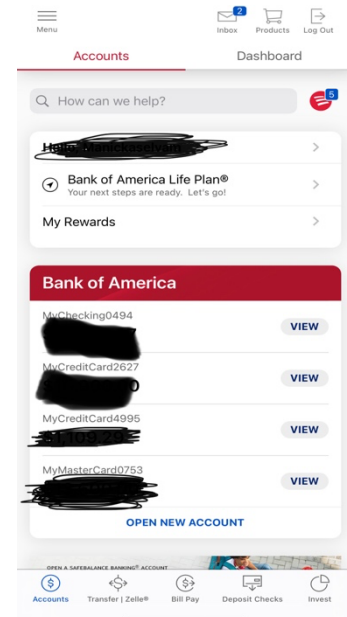 Menu
2
Inbox
Products
Log Out
Accounts
Dashboard
How can we help?
5
Bank of America Life Plan®
Your next steps are ready. Let's go!
My Rewards
Bank of America
MyChecking0494
VIEW
MyCreditCard2627
VIEW
MyCreditCard4995
VIEW
MyMasterCard0753
VIEW
OPEN NEW ACCOUNT
OPEN A SAFEBALANCE BANKING® ACCOUNT
Accounts
Transfer | Zelle®
Bill Pay
Deposit Checks
Invest